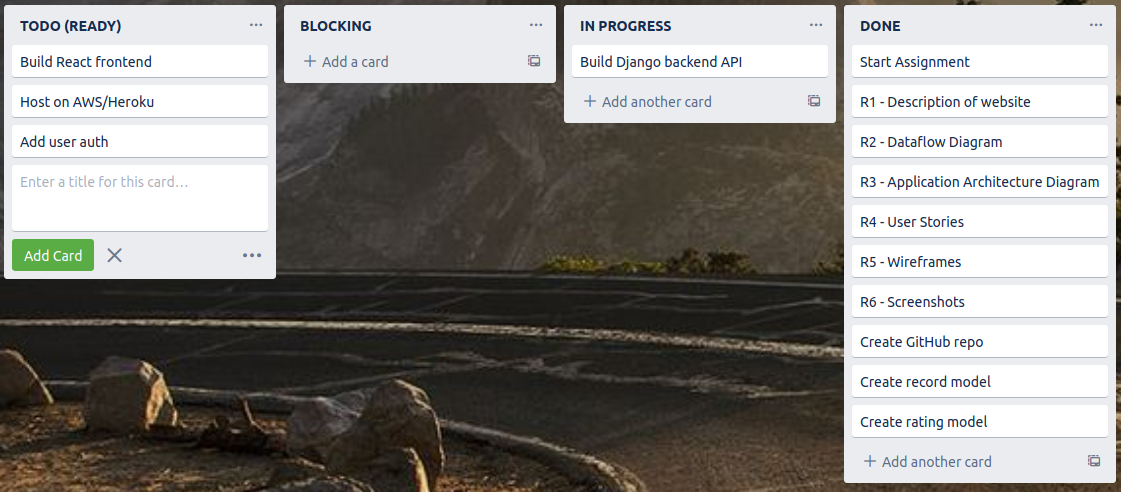 TODO (READY)
Build React frontend
Host on AWS/Heroku
Add user auth
Enter a title for this card…
Add Card
BLOCKING
Add a card
IN PROGRESS
Build Django backend API
Add another card
DONE
Start Assignment
R1 - Description of website
R2 - Dataflow Diagram
R3 - Application Architecture Diagram
R4 - User Stories
R5 - Wireframes
R6 - Screenshots
Create GitHub repo
Create record model
Create rating model
Add another card